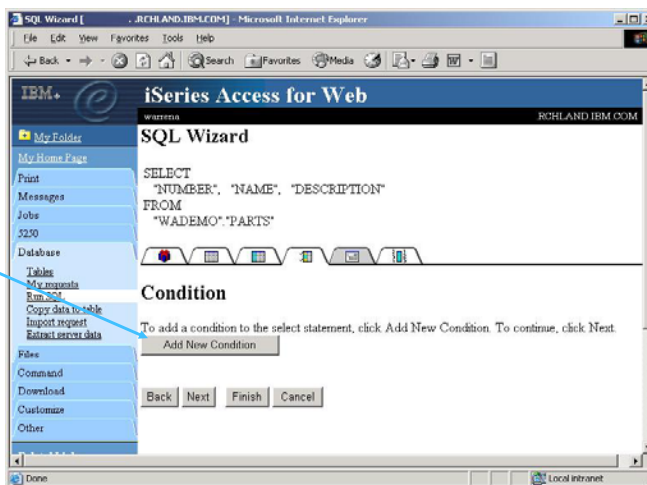 SQL Wizard [ .RCHLAND.IBM.COM] - Microsoft Internet Explorer
File Edit View Favorites Tools Help
Back Search Favorites Media
IBM.
iSeries Access for Web
warrena RCHLAND.IBM.COM
My Folder
My Home Page
Print
Messages
Jobs
5250
Database
Tables
My requests
Run SQL
Copy data to table
Import request
Extract server data
Files
Command
Download
Customize
Other
SQL Wizard
SELECT
"NUMBER", "NAME", "DESCRIPTION"
FROM
"WADEMO"."PARTS"
Condition
To add a condition to the select statement, click Add New Condition. To continue, click Next.
Add New Condition
Back Next Finish Cancel
Done Local intranet